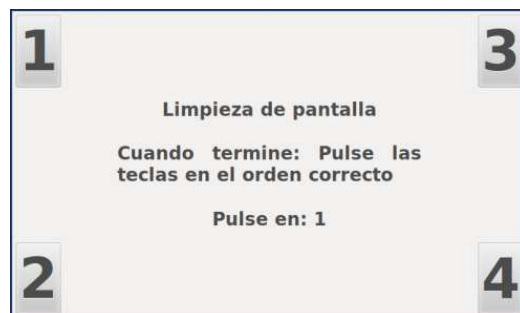 1
3
Limpieza de pantalla
Cuando termine: Pulse las
teclas en el orden correcto
Pulse en: 1
2
4